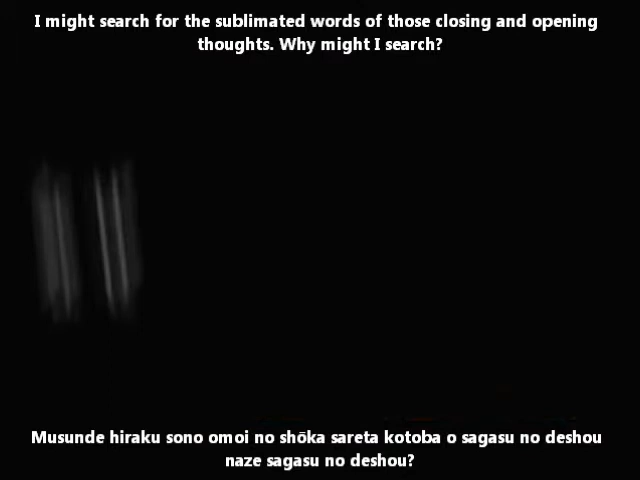 I might search for the sublimated words of those closing and opening
thoughts. Why might I search?
Musunde hiraku sono omoi no shōka sareta kotoba o sagasu no deshou
naze sagasu no deshou?